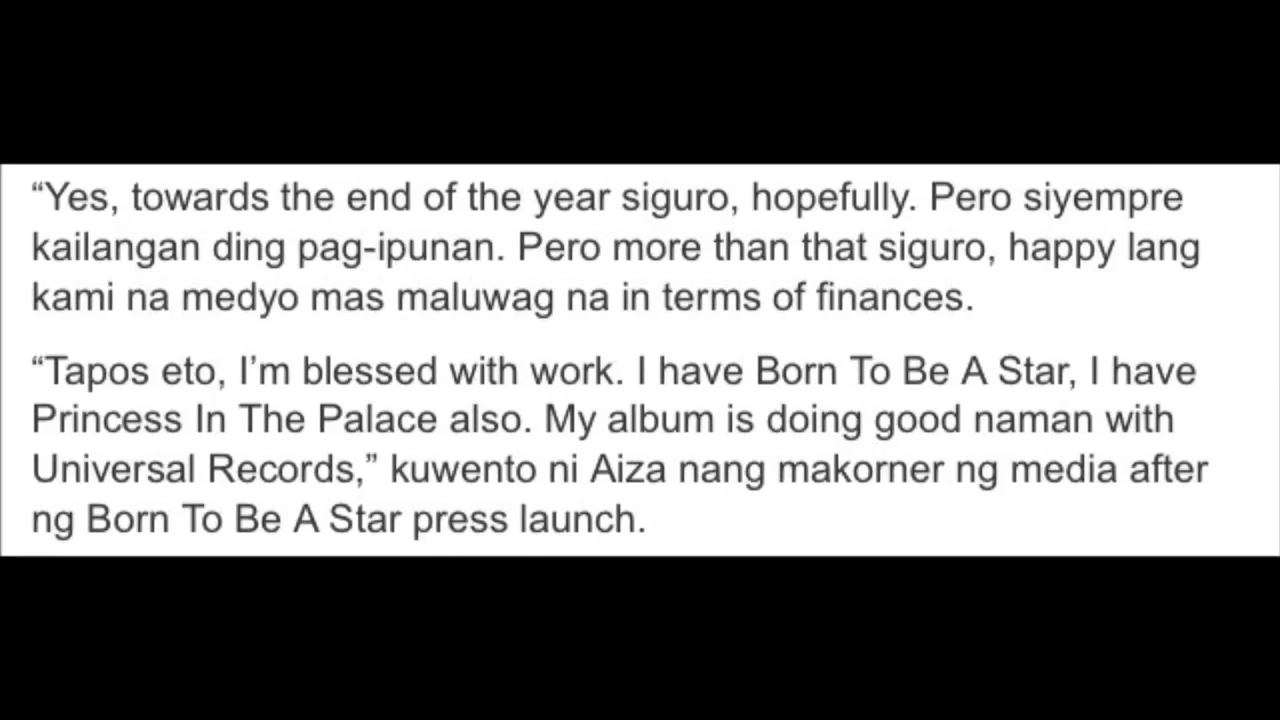 “Yes, towards the end of the year siguro, hopefully. Pero siyempre
kailangan ding pag-ipunan. Pero more than that siguro, happy lang
kami na medyo mas maluwag na in terms of finances.
“Tapos eto, I’m blessed with work. I have Born To Be A Star, I have
Princess In The Palace also. My album is doing good naman with
Universal Records,” kuwento ni Aiza nang makorner ng media after
ng Born To Be A Star press launch.